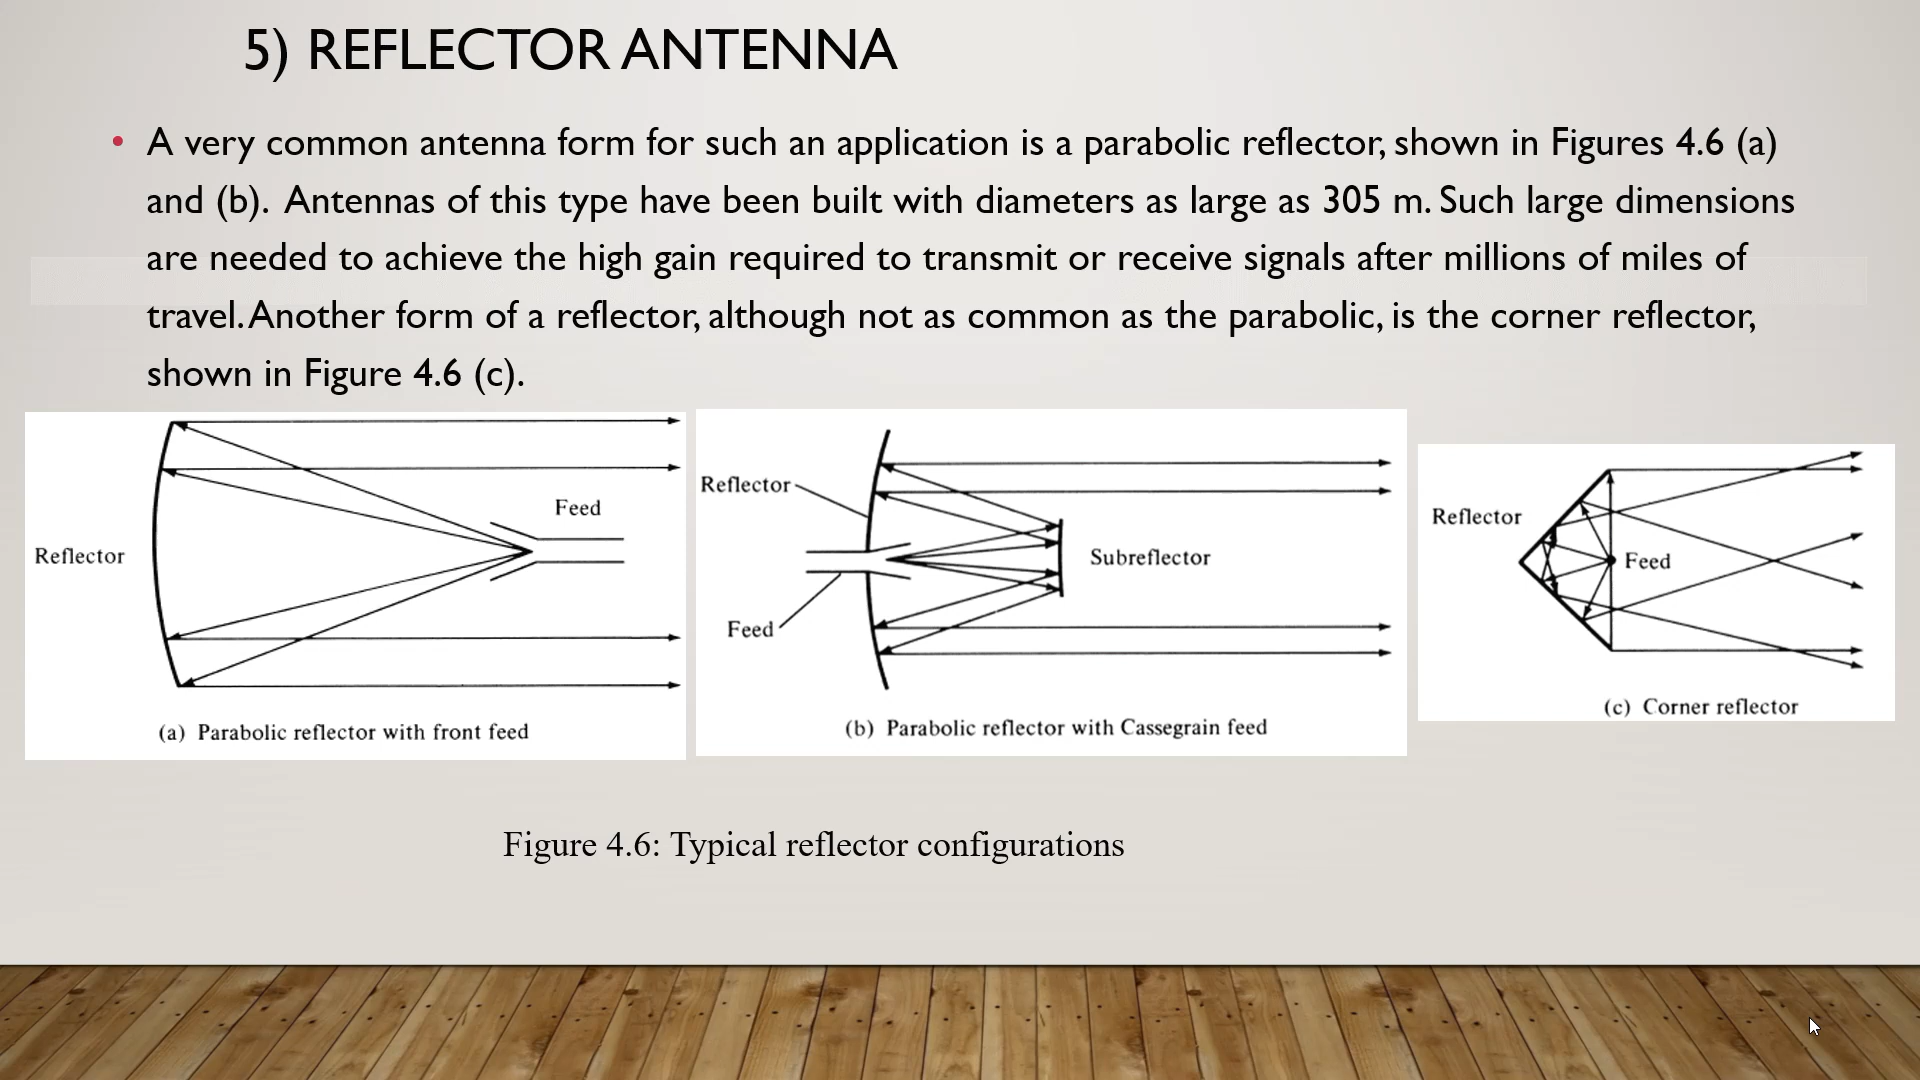 5) REFLECTOR ANTENNA
• A very common antenna form for such an application is a parabolic reflector, shown in Figures 4.6 (a)
and (b). Antennas of this type have been built with diameters as large as 305 m. Such large dimensions
are needed to achieve the high gain required to transmit or receive signals after millions of miles of
travel. Another form of a reflector, although not as common as the parabolic, is the corner reflector,
shown in Figure 4.6 (c).
Feed
Reflector
(a) Parabolic reflector with front feed
Reflector
Subreflector
Feed
(b) Parabolic reflector with Cassegrain feed
Reflector
Feed
(c) Corner reflector
Figure 4.6: Typical reflector configurations